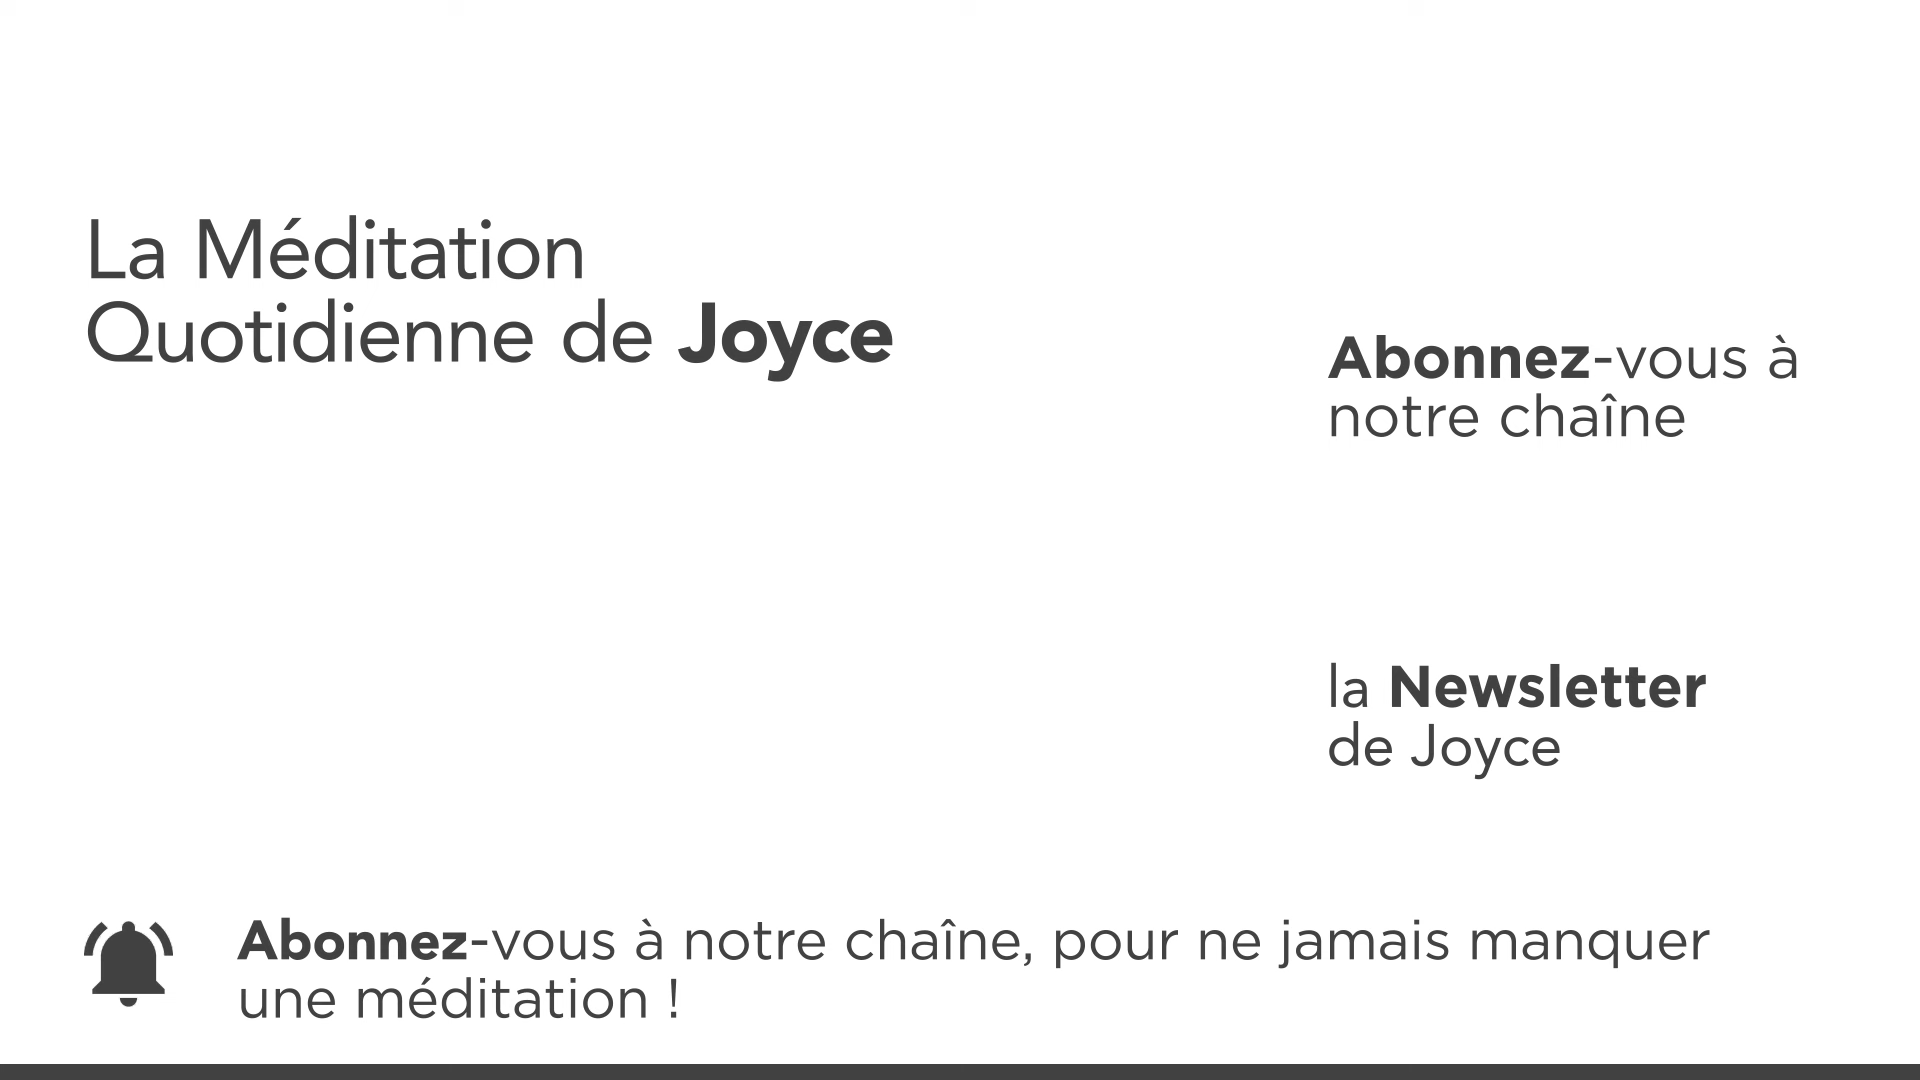 La Méditation
Quotidienne de Joyce
Abonnez-vous à
notre chaîne
la Newsletter
de Joyce
Abonnez-vous à notre chaîne, pour ne jamais manquer
une méditation !